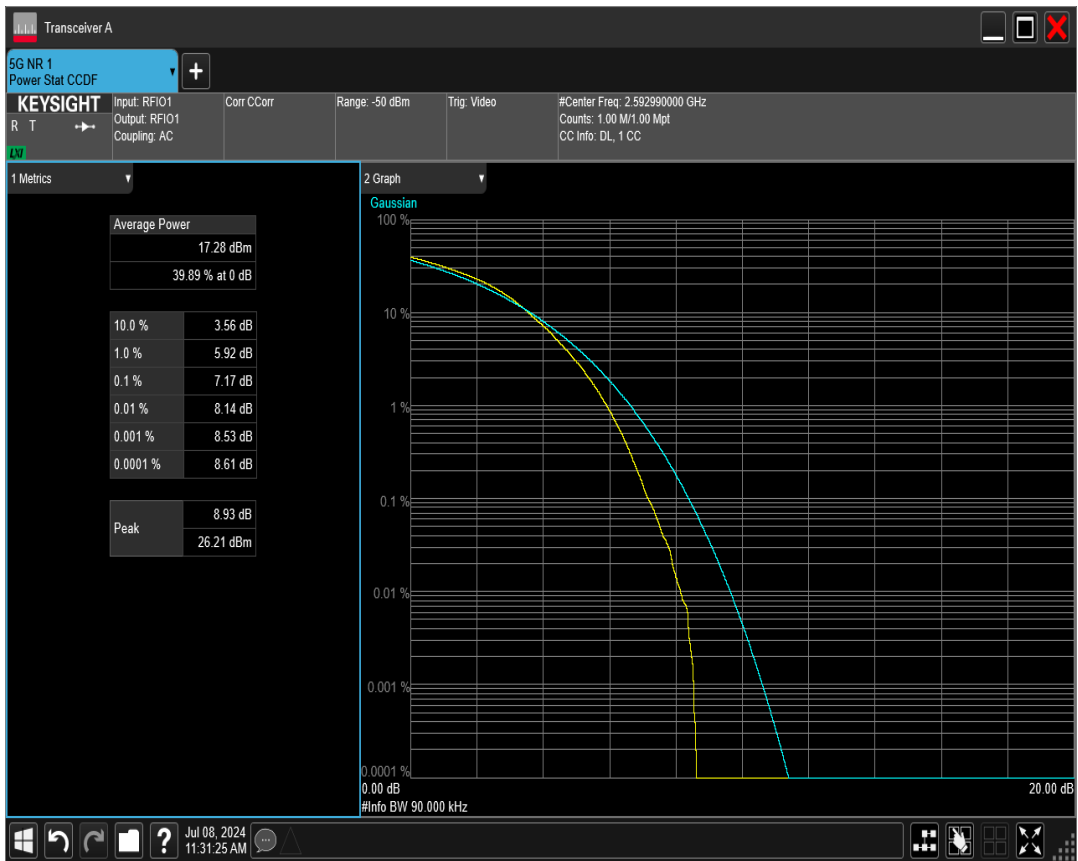 Transceiver A
5G NR 1
Power Stat CCDF
KEYSIGHT
R T
LXI
Input: RFIO1
Output: RFIO1
Coupling: AC
Corr CCorr
Range: -50 dBm
Trig: Video
#Center Freq: 2.592990000 GHz
Counts: 1.00 M/1.00 Mpt
CC Info: DL, 1 CC
1 Metrics
Average Power
17.28 dBm
39.89 % at 0 dB
10.0 % 3.56 dB
1.0 % 5.92 dB
0.1 % 7.17 dB
0.01 % 8.14 dB
0.001 % 8.53 dB
0.0001 % 8.61 dB
Peak 8.93 dB
26.21 dBm
2 Graph
Gaussian
100 %
10 %
1 %
0.1 %
0.01 %
0.001 %
0.0001 %
0.00 dB 20.00 dB
#Info BW 90.000 kHz
?
Jul 08, 2024
11:31:25 AM